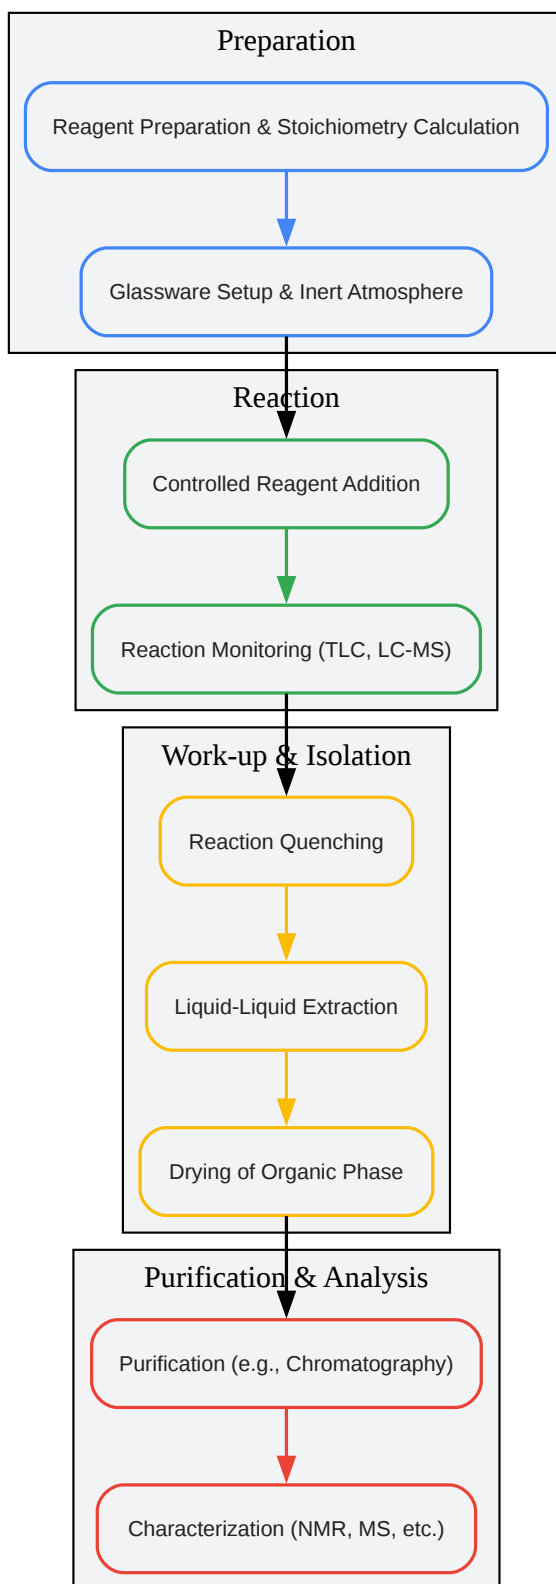 Preparation
Reagent Preparation & Stoichiometry Calculation
Glassware Setup & Inert Atmosphere
Reaction
Controlled Reagent Addition
Reaction Monitoring (TLC, LC-MS)
Work-up & Isolation
Reaction Quenching
Liquid-Liquid Extraction
Drying of Organic Phase
Purification & Analysis
Purification (e.g., Chromatography)
Characterization (NMR, MS, etc.)